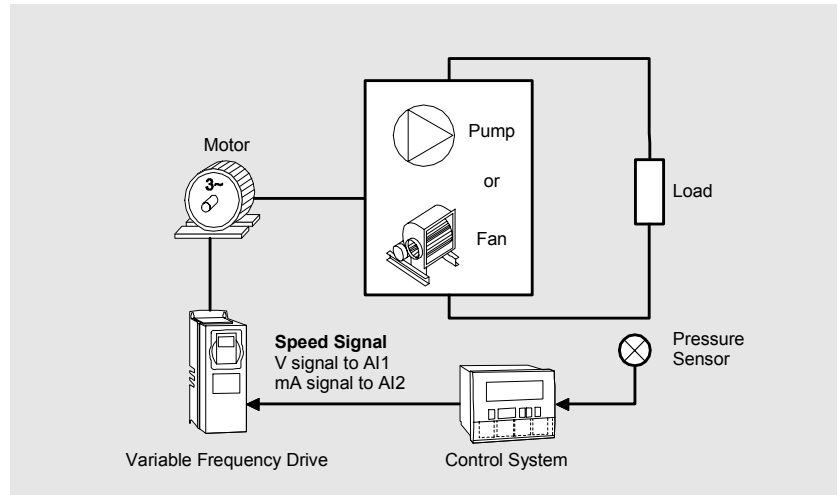 Motor
3~
Pump
or
Fan
Load
Speed Signal
V signal to AI1
mA signal to AI2
Pressure
Sensor
Variable Frequency Drive
Control System